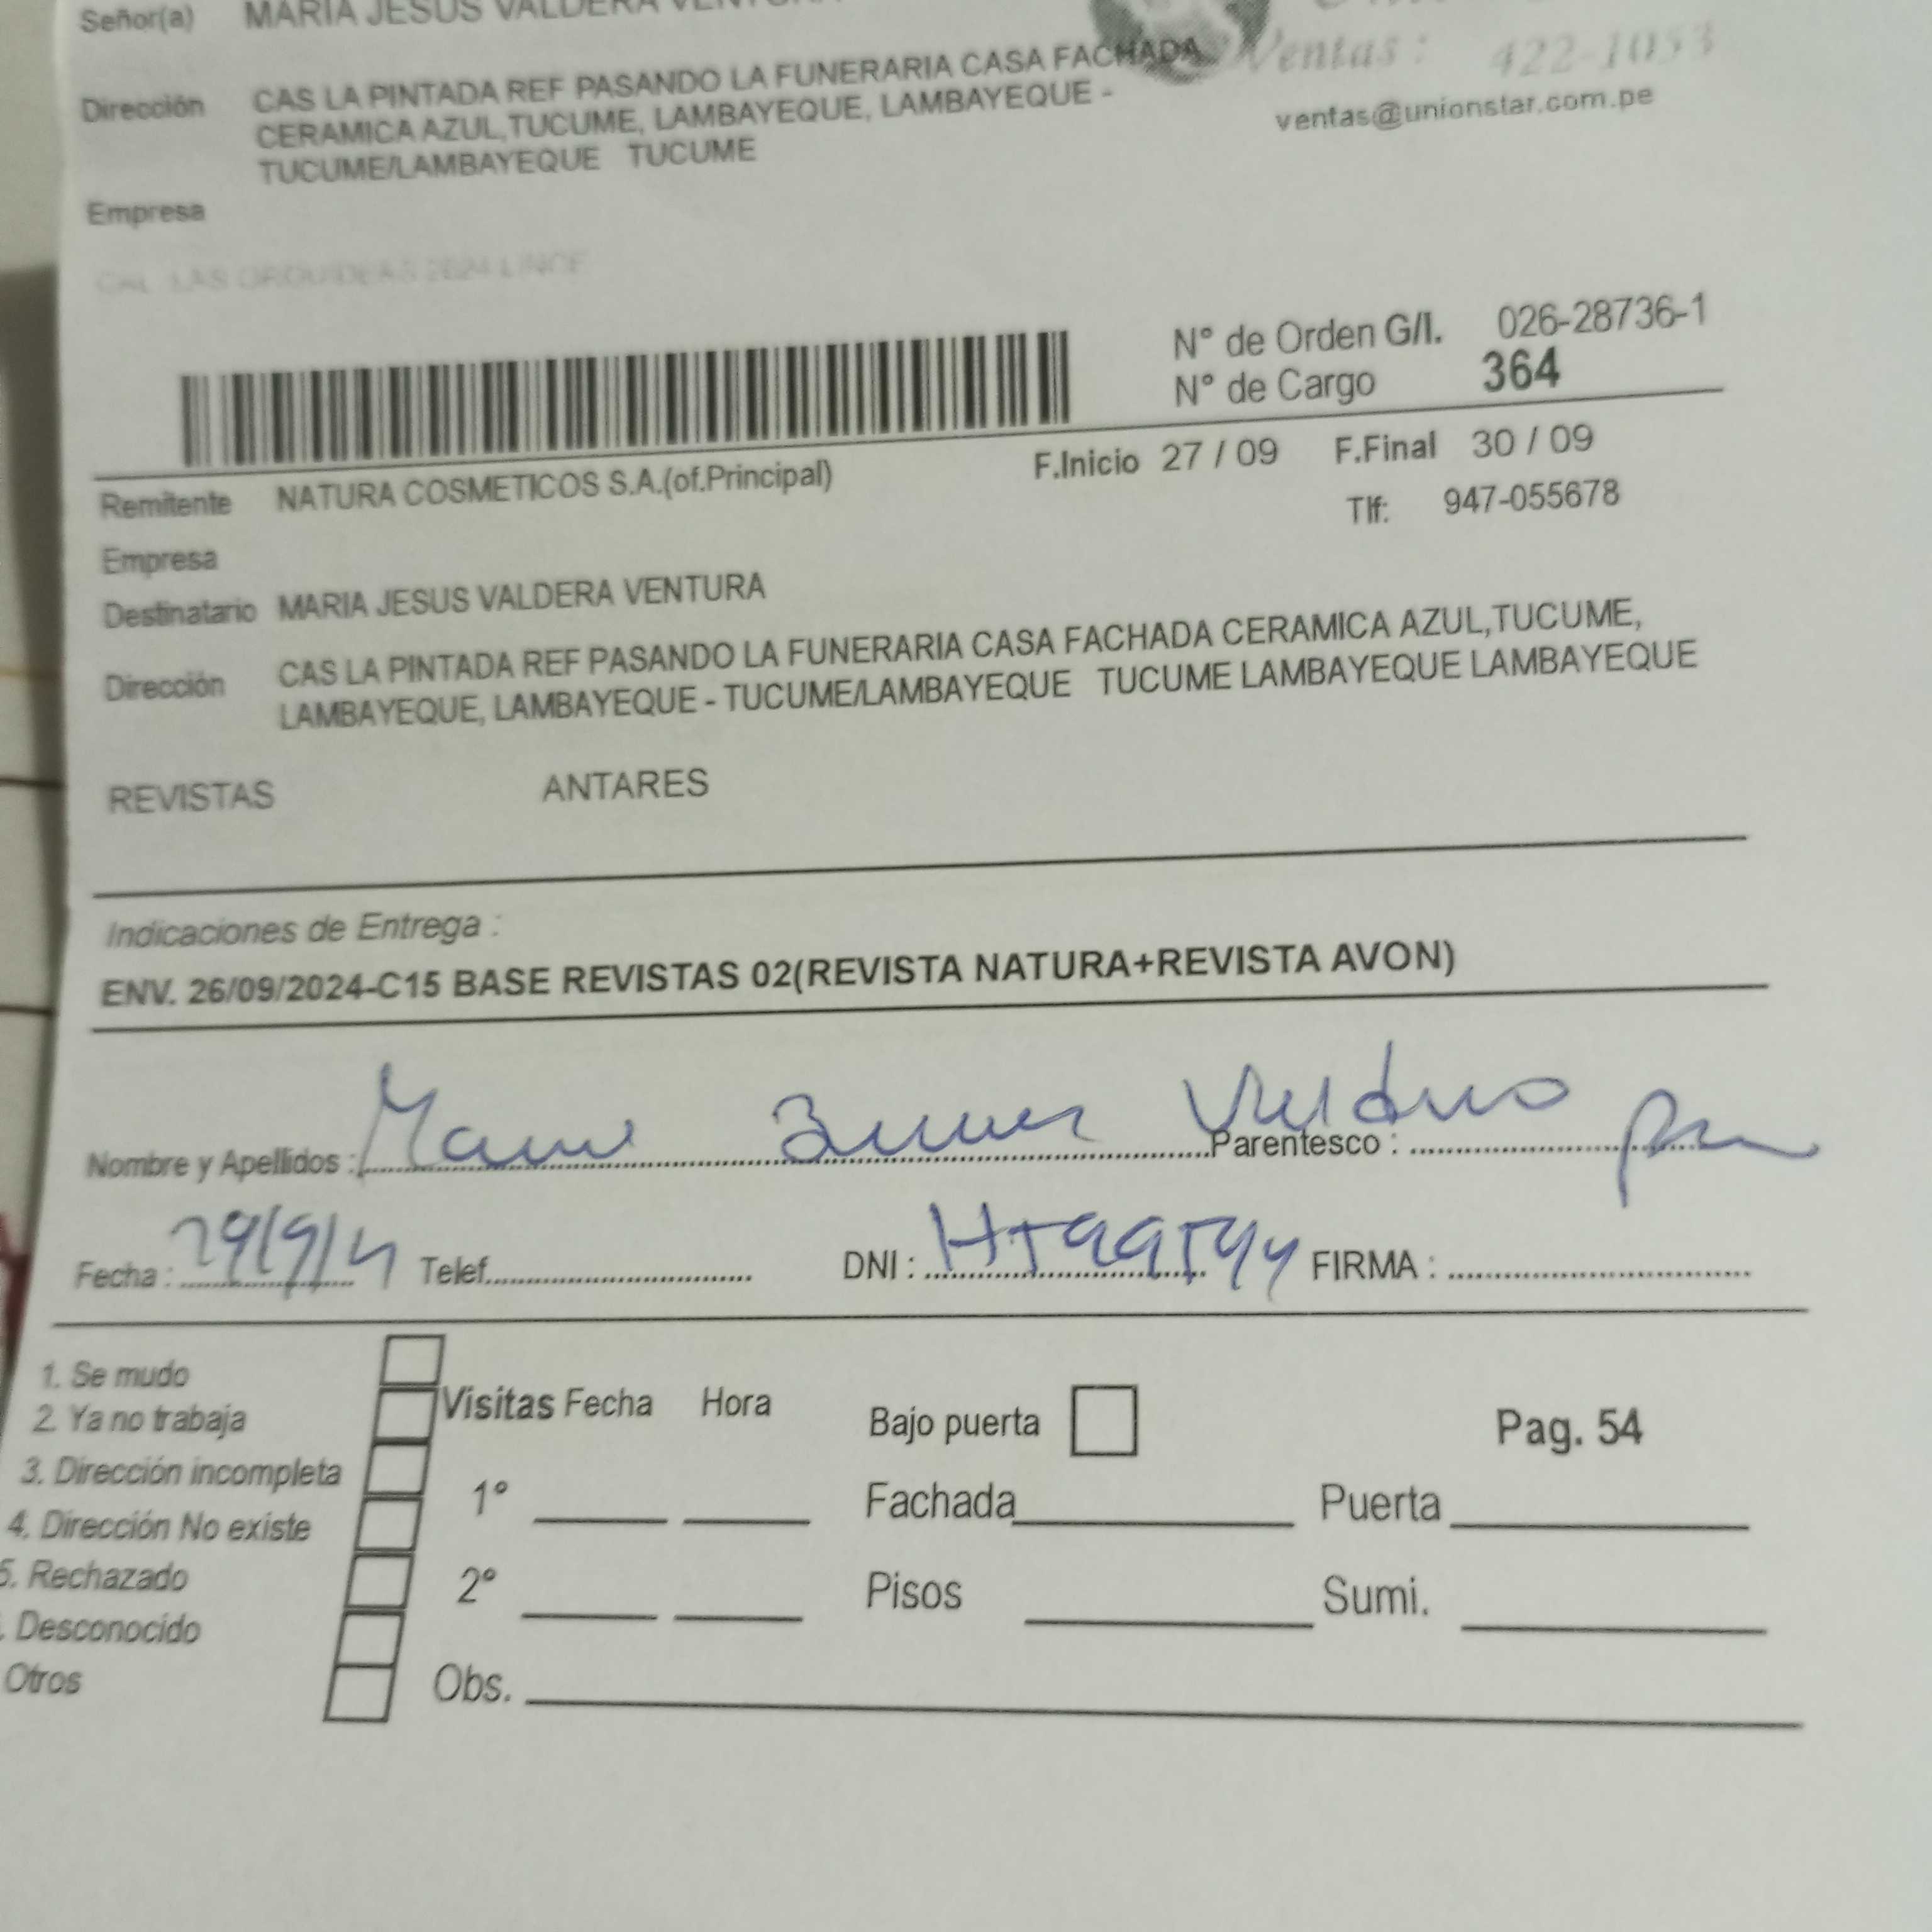 Señor(a) MARIA JESUS VALDERA VENTURA
Ventas: 422-1053
Dirección CAS LA PINTADA REF PASANDO LA FUNERARIA CASA FACHADA
CERAMICA AZUL,TUCUME, LAMBAYEQUE, LAMBAYEQUE -
TUCUME/LAMBAYEQUE TUCUME
ventas@unionstar.com.pe
Empresa
CAL LAS ORQUIDEAS 2624 LINCE
N° de Orden G/I. 026-28736-1
N° de Cargo 364
F.Inicio 27 / 09 F.Final 30 / 09
Remitente NATURA COSMETICOS S.A.(of.Principal)
Tlf: 947-055678
Empresa
Destinatario MARIA JESUS VALDERA VENTURA
Dirección CAS LA PINTADA REF PASANDO LA FUNERARIA CASA FACHADA CERAMICA AZUL,TUCUME,
LAMBAYEQUE, LAMBAYEQUE - TUCUME/LAMBAYEQUE TUCUME LAMBAYEQUE LAMBAYEQUE
REVISTAS ANTARES
Indicaciones de Entrega :
ENV. 26/09/2024-C15 BASE REVISTAS 02(REVISTA NATURA+REVISTA AVON)
Nombre y Apellidos : Parentesco :
Fecha : Telef. DNI : FIRMA :
1. Se mudo
2. Ya no trabaja
3. Dirección incompleta
4. Dirección No existe
5. Rechazado
. Desconocido
Otros
Visitas Fecha Hora
1°
2°
Obs.
Bajo puerta Pag. 54
Fachada Puerta
Pisos Sumi.